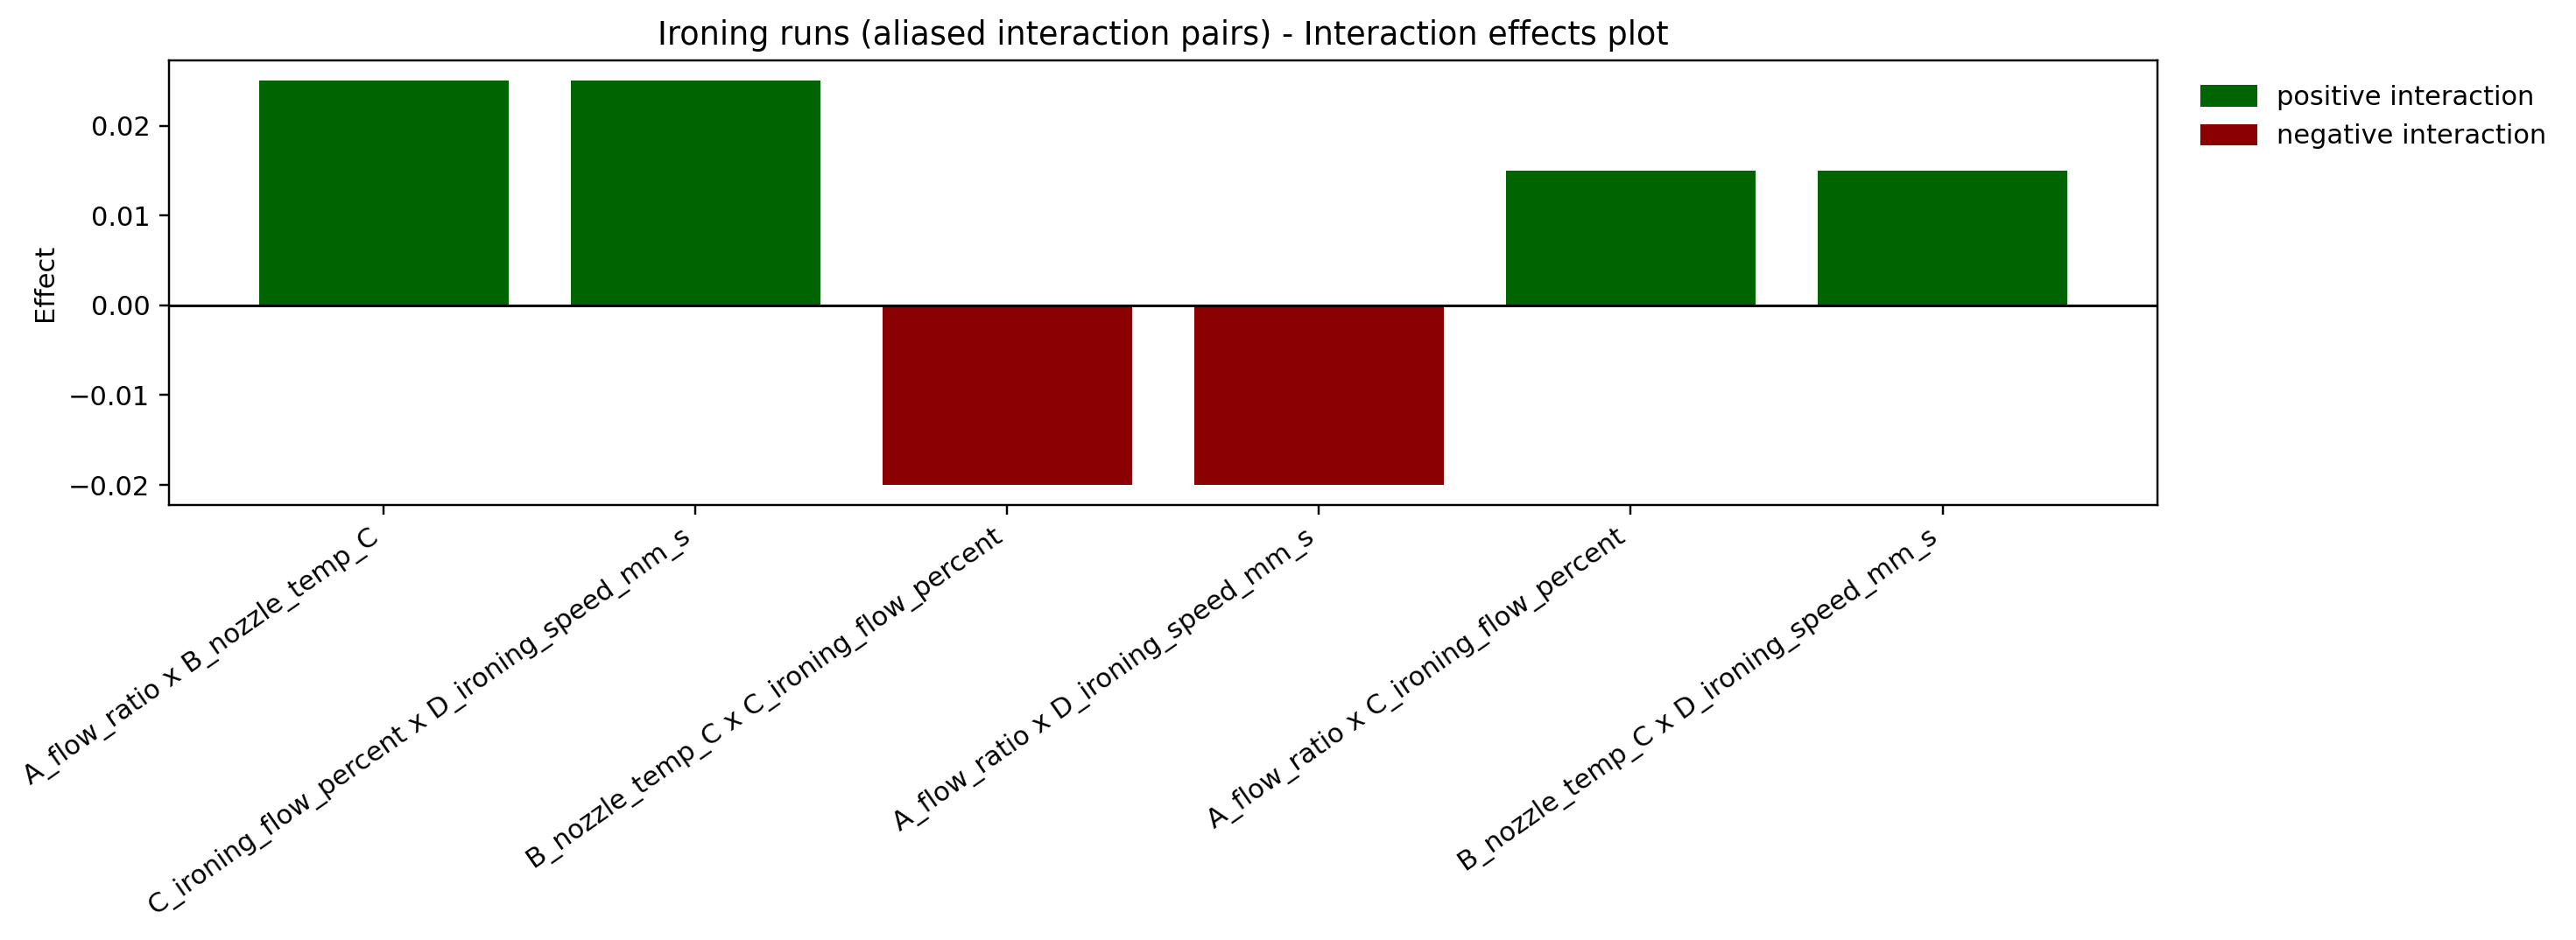 Ironing runs (aliased interaction pairs) - Interaction effects plot
positive interaction
negative interaction
Effect
0.02
0.01
0.00
−0.01
−0.02
A_flow_ratio x B_nozzle_temp_C
C_ironing_flow_percent x D_ironing_speed_mm_s
B_nozzle_temp_C x C_ironing_flow_percent
A_flow_ratio x D_ironing_speed_mm_s
A_flow_ratio x C_ironing_flow_percent
B_nozzle_temp_C x D_ironing_speed_mm_s